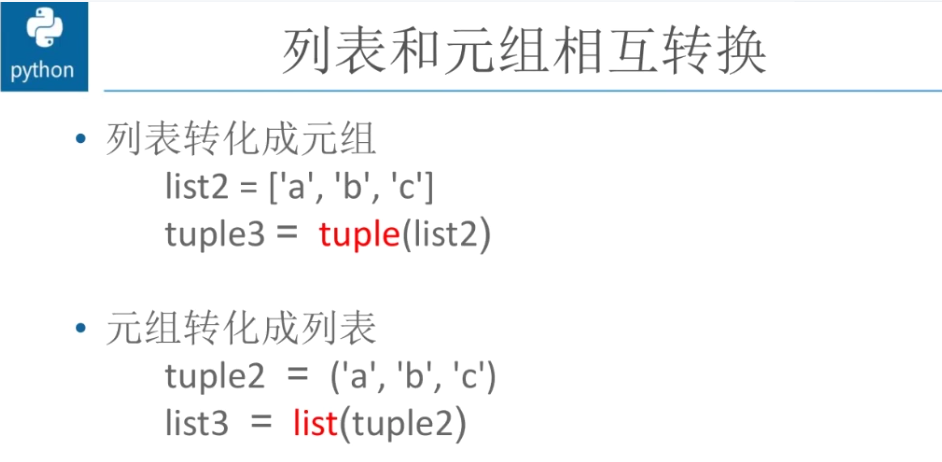 python
列表和元组相互转换
• 列表转化成元组
list2 = ['a', 'b', 'c']
tuple3 = tuple(list2)
• 元组转化成列表
tuple2 = ('a', 'b', 'c')
list3 = list(tuple2)